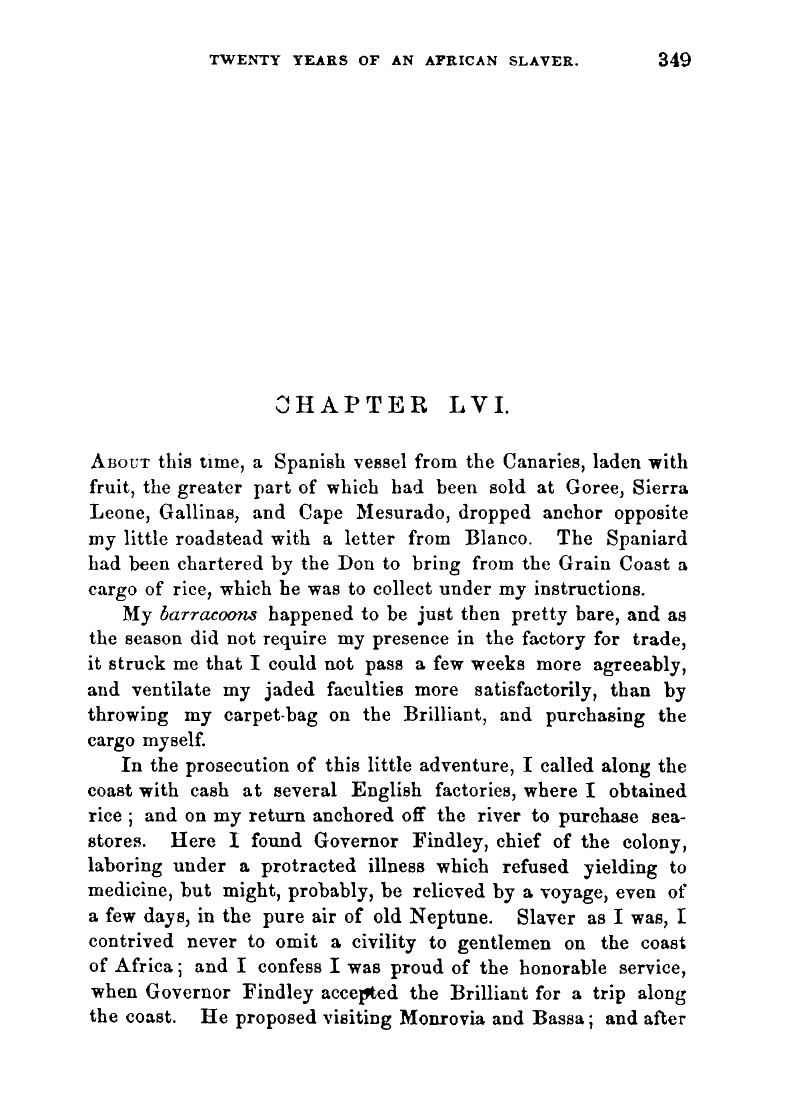 TWENTY YEARS OF AN AFRICAN SLAVER. 349
CHAPTER LVI.
ABOUT this time, a Spanish vessel from the Canaries, laden with
fruit, the greater part of which had been sold at Goree, Sierra
Leone, Gallinas, and Cape Mesurado, dropped anchor opposite
my little roadstead with a letter from Blanco. The Spaniard
had been chartered by the Don to bring from the Grain Coast a
cargo of rice, which he was to collect under my instructions.
My barracoons happened to be just then pretty bare, and as
the season did not require my presence in the factory for trade,
it struck me that I could not pass a few weeks more agreeably,
and ventilate my jaded faculties more satisfactorily, than by
throwing my carpet-bag on the Brilliant, and purchasing the
cargo myself.
In the prosecution of this little adventure, I called along the
coast with cash at several English factories, where I obtained
rice ; and on my return anchored off the river to purchase sea-
stores. Here I found Governor Findley, chief of the colony,
laboring under a protracted illness which refused yielding to
medicine, but might, probably, be relieved by a voyage, even of
a few days, in the pure air of old Neptune. Slaver as I was, I
contrived never to omit a civility to gentlemen on the coast
of Africa ; and I confess I was proud of the honorable service,
when Governor Findley accepted the Brilliant for a trip along
the coast. He proposed visiting Monrovia and Bassa ; and after